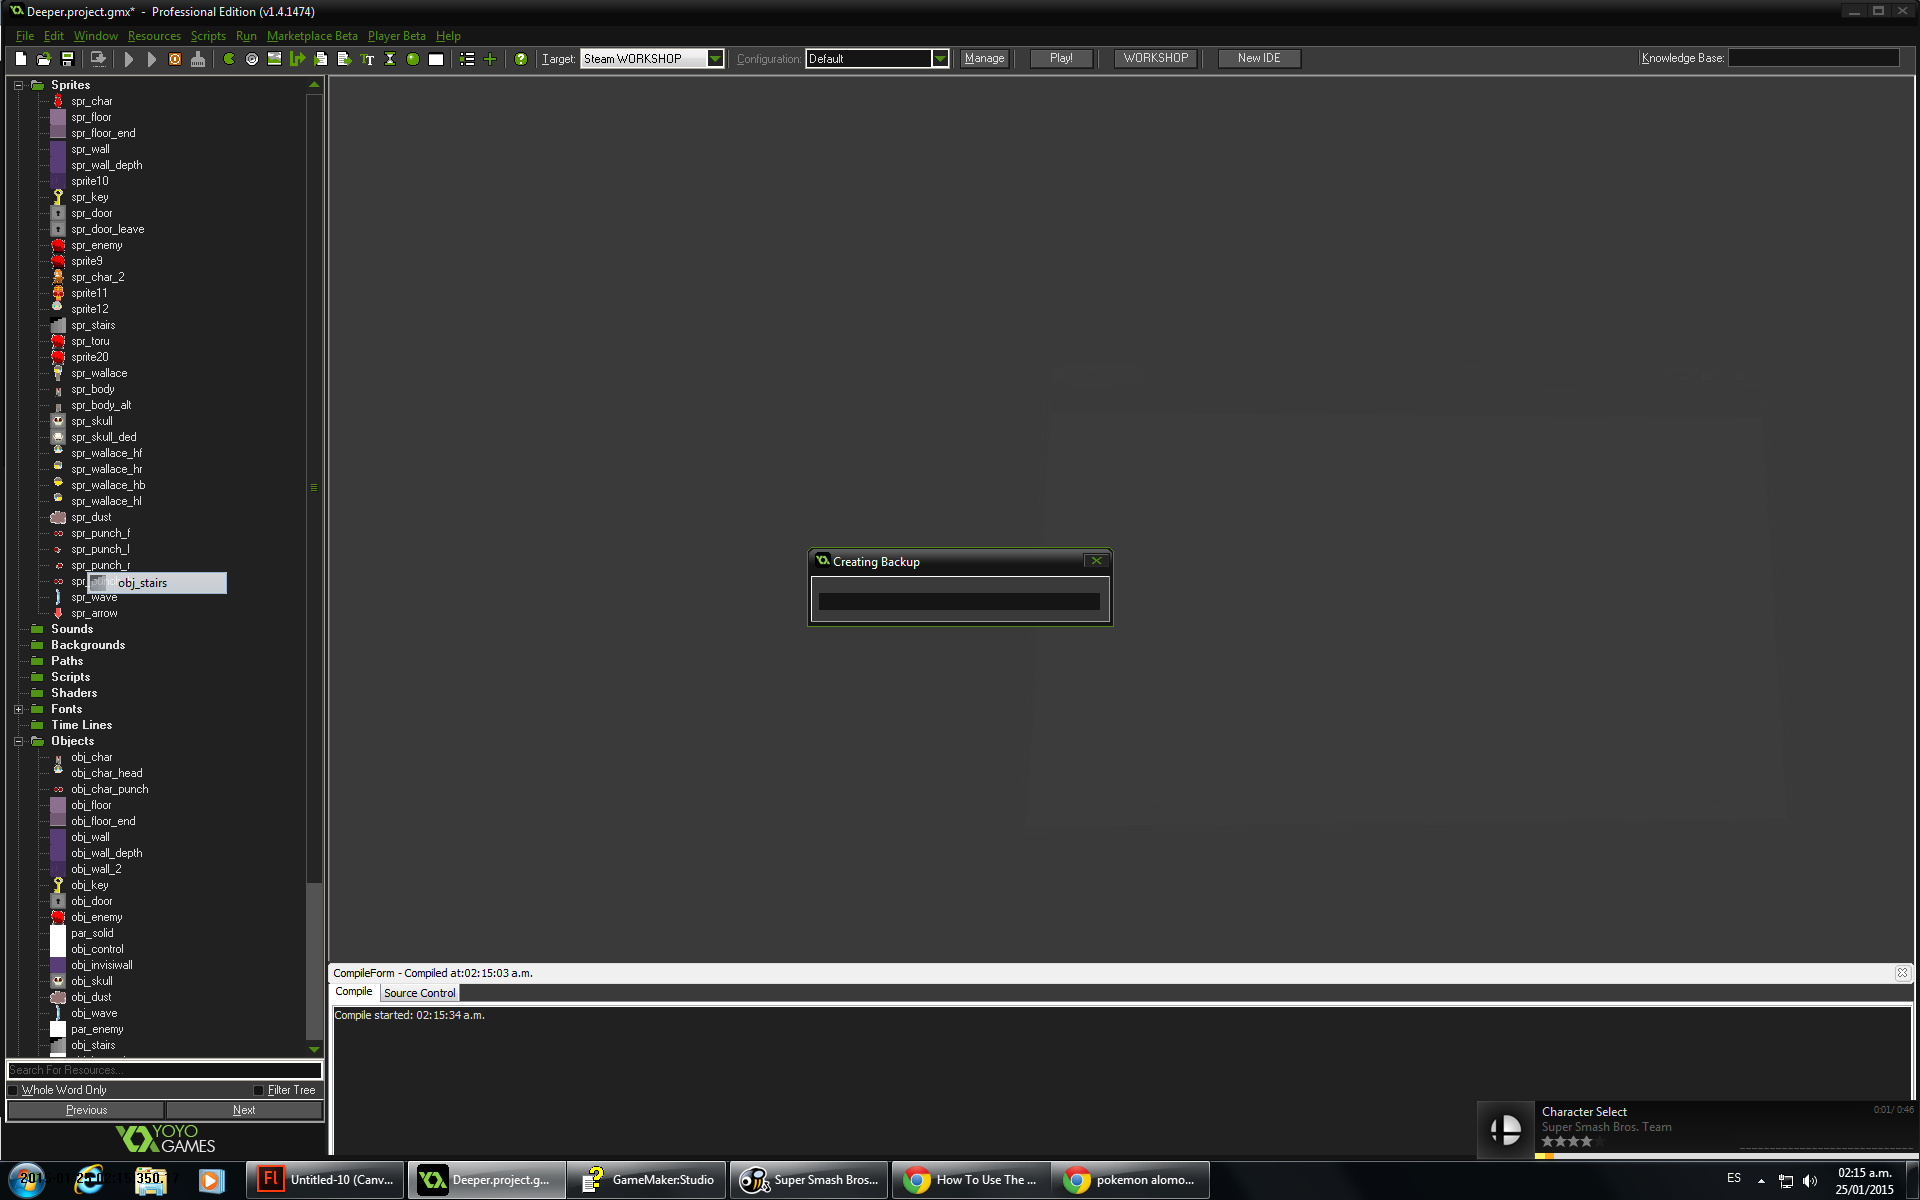 Deeper.project.gmx* - Professional Edition (v1.4.1474)
File Edit Window Resources Scripts Run Marketplace Beta Player Beta Help
Target: Steam WORKSHOP Configuration: Default Manage Play! WORKSHOP New IDE Knowledge Base:
Sprites
spr_char
spr_floor
spr_floor_end
spr_wall
spr_wall_depth
sprite10
spr_key
spr_door
spr_door_leave
spr_enemy
sprite9
spr_char_2
sprite11
sprite12
spr_stairs
spr_toru
sprite20
spr_wallace
spr_body
spr_body_alt
spr_skull
spr_skull_ded
spr_wallace_hf
spr_wallace_hr
spr_wallace_hb
spr_wallace_hl
spr_dust
spr_punch_f
spr_punch_l
spr_punch_r
obj_stairs
spr_wave
spr_arrow
Sounds
Backgrounds
Paths
Scripts
Shaders
Fonts
Time Lines
Objects
obj_char
obj_char_head
obj_char_punch
obj_floor
obj_floor_end
obj_wall
obj_wall_depth
obj_wall_2
obj_key
obj_door
obj_enemy
par_solid
obj_control
obj_invisiwall
obj_skull
obj_dust
obj_wave
par_enemy
obj_stairs
Search For Resources...
Whole Word Only Filter Tree
Previous Next
YOYO
GAMES
Creating Backup
CompileForm - Compiled at:02:15:03 a.m.
Compile Source Control
Compile started: 02:15:34 a.m.
Character Select 0:01/ 0:46
Super Smash Bros. Team
2015-01-25 02:15:350.17
Untitled-10 (Canv...
Deeper.project.g...
GameMaker:Studio
Super Smash Bros...
How To Use The ...
pokemon alomo...
ES
02:15 a.m.
25/01/2015